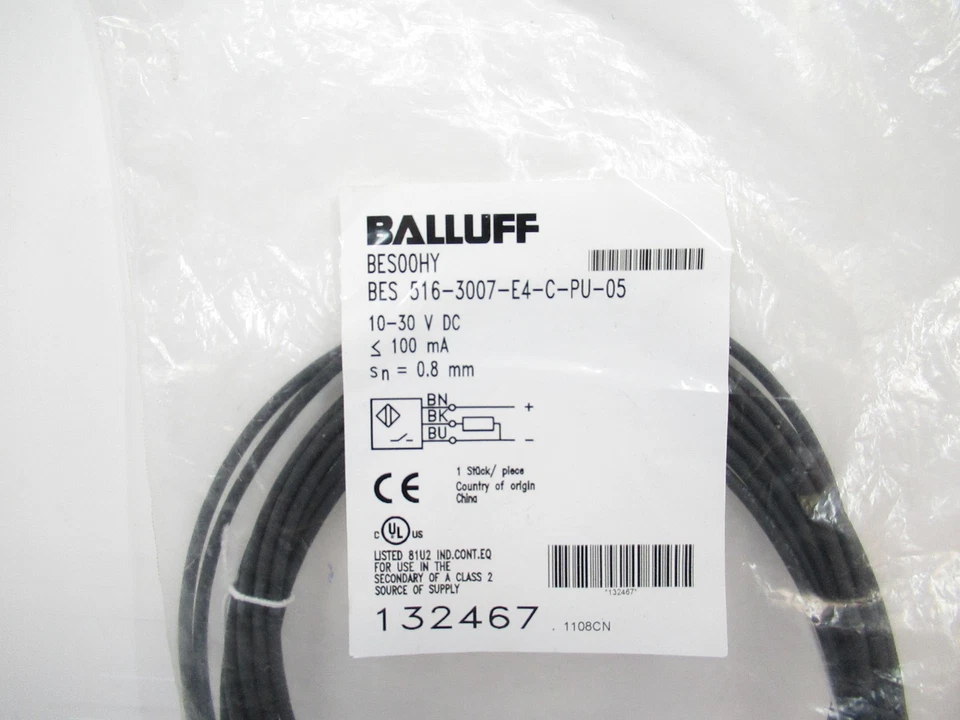 BALLUFF
BES00HY
BES 516-3007-E4-C-PU-05
10-30 V DC
≤ 100 mA
sn = 0.8 mm
BN +
BK
BU -
CE
1 Stück/ piece
Country of origin
China
c UL us
LISTED 81U2 IND.CONT.EQ
FOR USE IN THE
SECONDARY OF A CLASS 2
SOURCE OF SUPPLY
*132467*
132467 . 1108CN